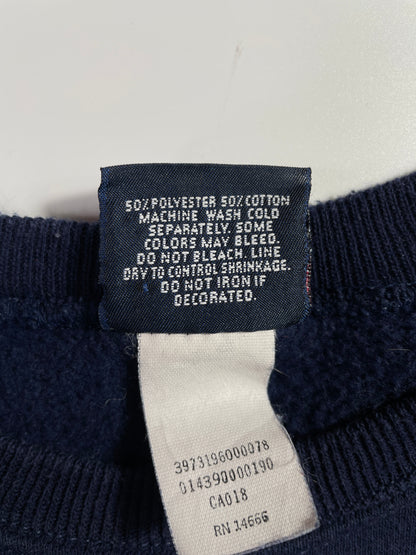 50% POLYESTER 50% COTTON
MACHINE WASH COLD
SEPARATELY. SOME
COLORS MAY BLEED.
DO NOT BLEACH. LINE
DRY TO CONTROL SHRINKAGE.
DO NOT IRON IF
DECORATED.
3973196000078
014390000190
CA018
RN 14666